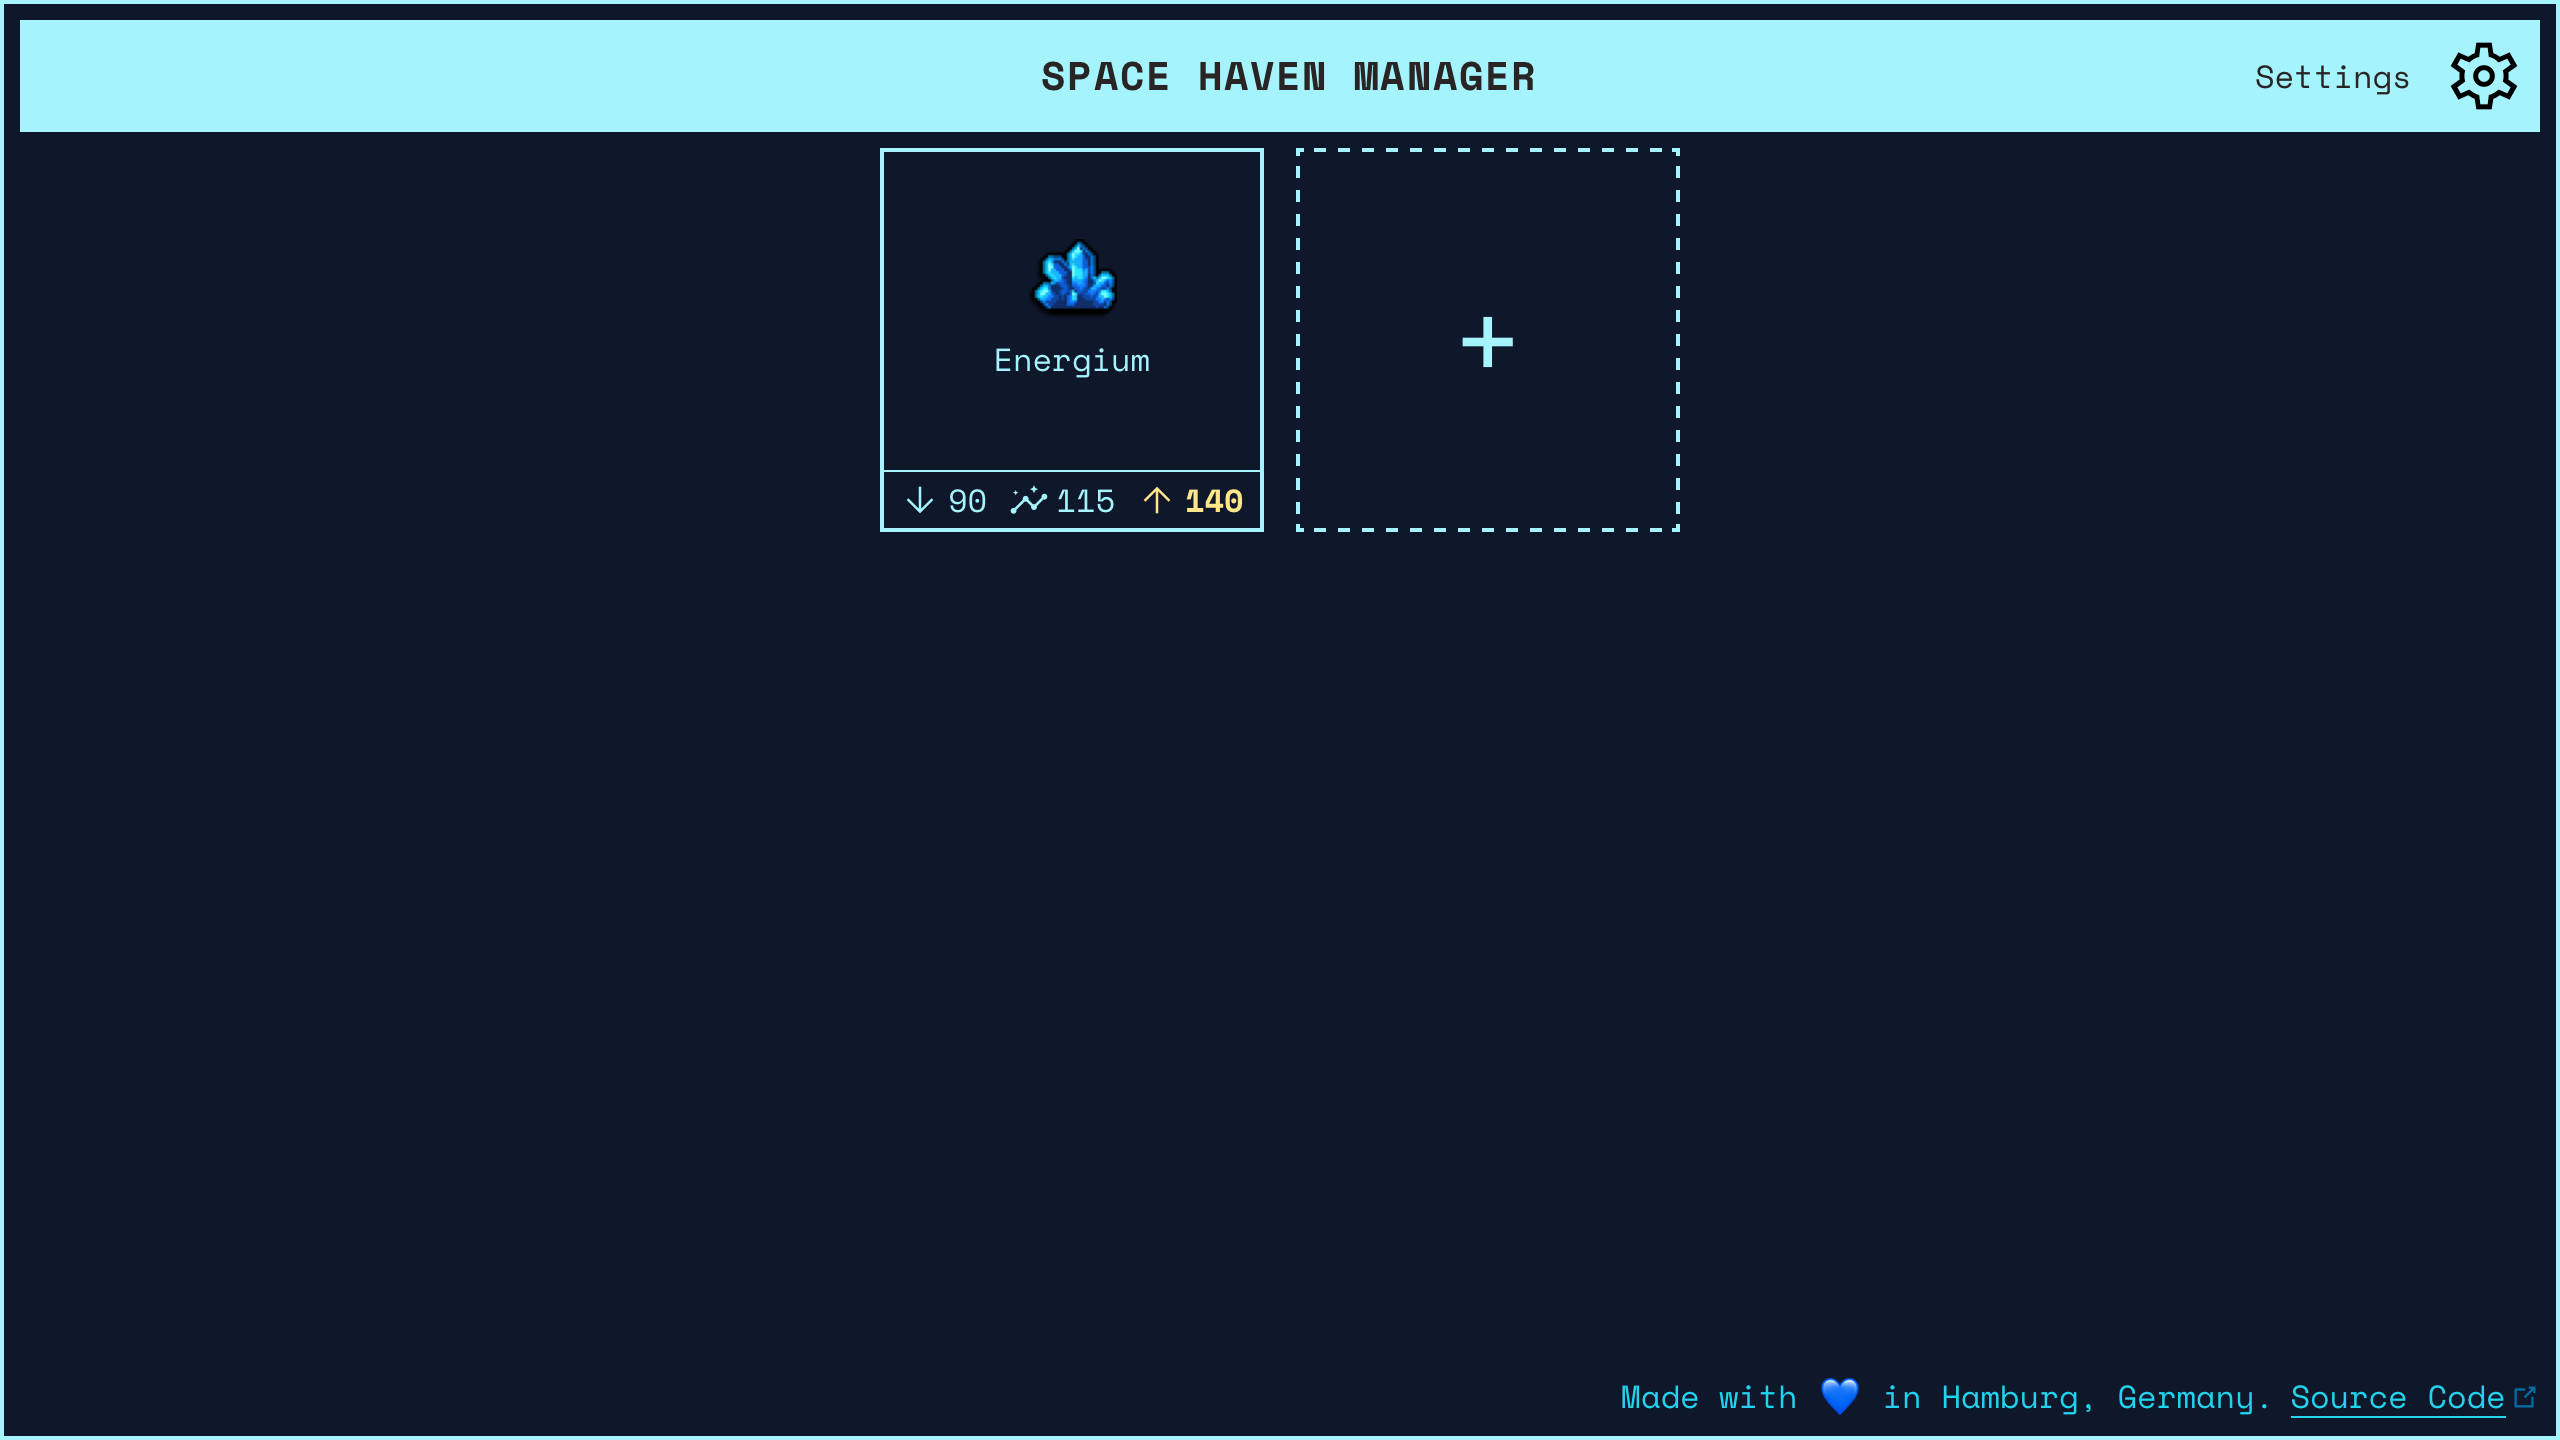 SPACE HAVEN MANAGER
Settings
Energium
90 115 140
Made with 💙 in Hamburg, Germany. Source Code